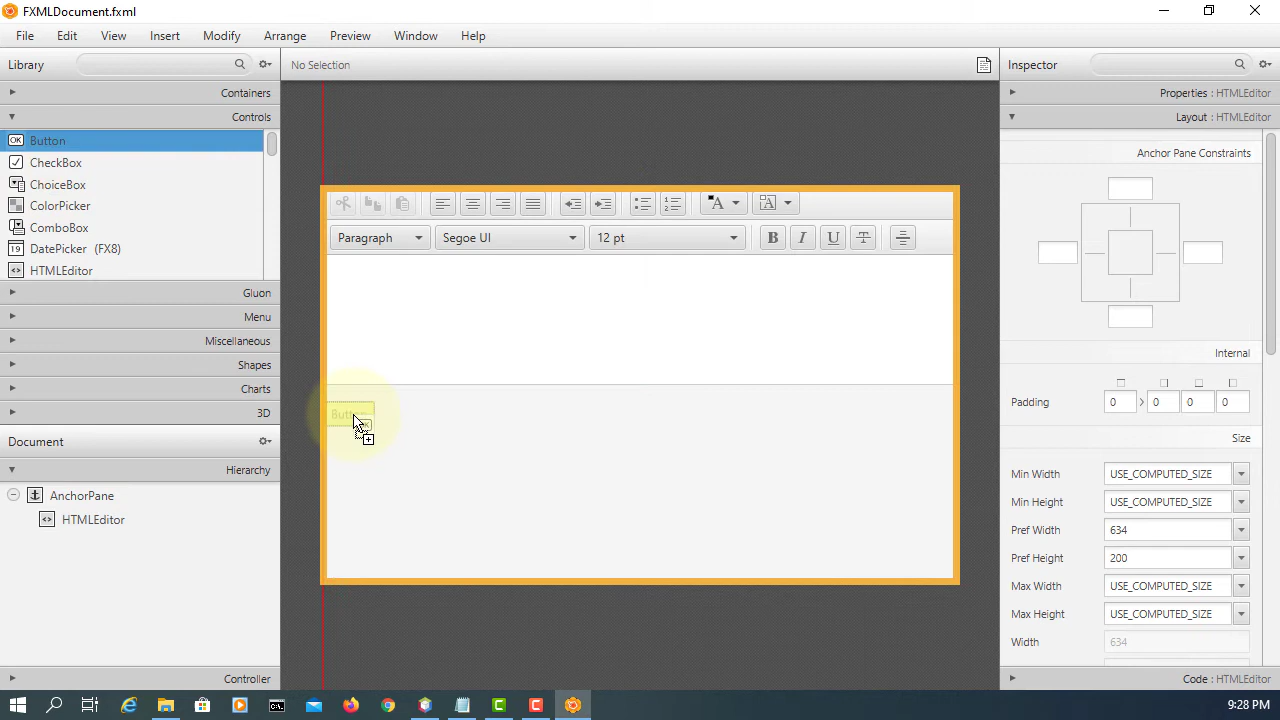 FXMLDocument.fxml
File Edit View Insert Modify Arrange Preview Window Help
Library
No Selection
Inspector
Containers
Properties : HTMLEditor
Controls
Layout : HTMLEditor
OK Button
CheckBox
ChoiceBox
ColorPicker
ComboBox
19 DatePicker (FX8)
HTMLEditor
Gluon
Menu
Miscellaneous
Shapes
Charts
3D
Document
Hierarchy
AnchorPane
HTMLEditor
Controller
Paragraph Segoe UI 12 pt B I U T
Button
Anchor Pane Constraints
Internal
Padding 0 0 0 0
Size
Min Width USE_COMPUTED_SIZE
Min Height USE_COMPUTED_SIZE
Pref Width 634
Pref Height 200
Max Width USE_COMPUTED_SIZE
Max Height USE_COMPUTED_SIZE
Width 634
Code : HTMLEditor
9:28 PM